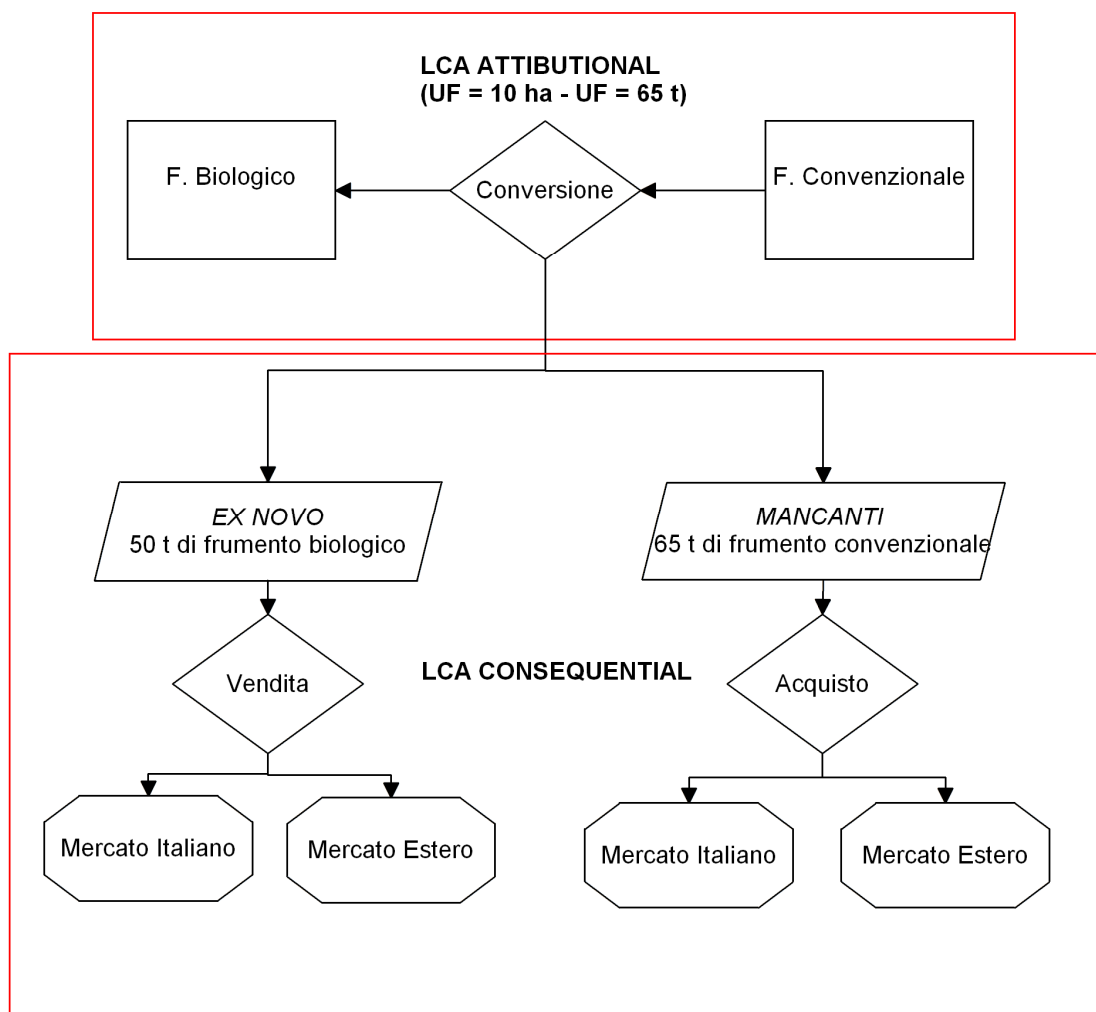 LCA ATTIBUTIONAL
(UF = 10 ha - UF = 65 t)
F. Biologico
Conversione
F. Convenzionale
EX NOVO
50 t di frumento biologico
MANCANTI
65 t di frumento convenzionale
Vendita
LCA CONSEQUENTIAL
Acquisto
Mercato Italiano
Mercato Estero
Mercato Italiano
Mercato Estero